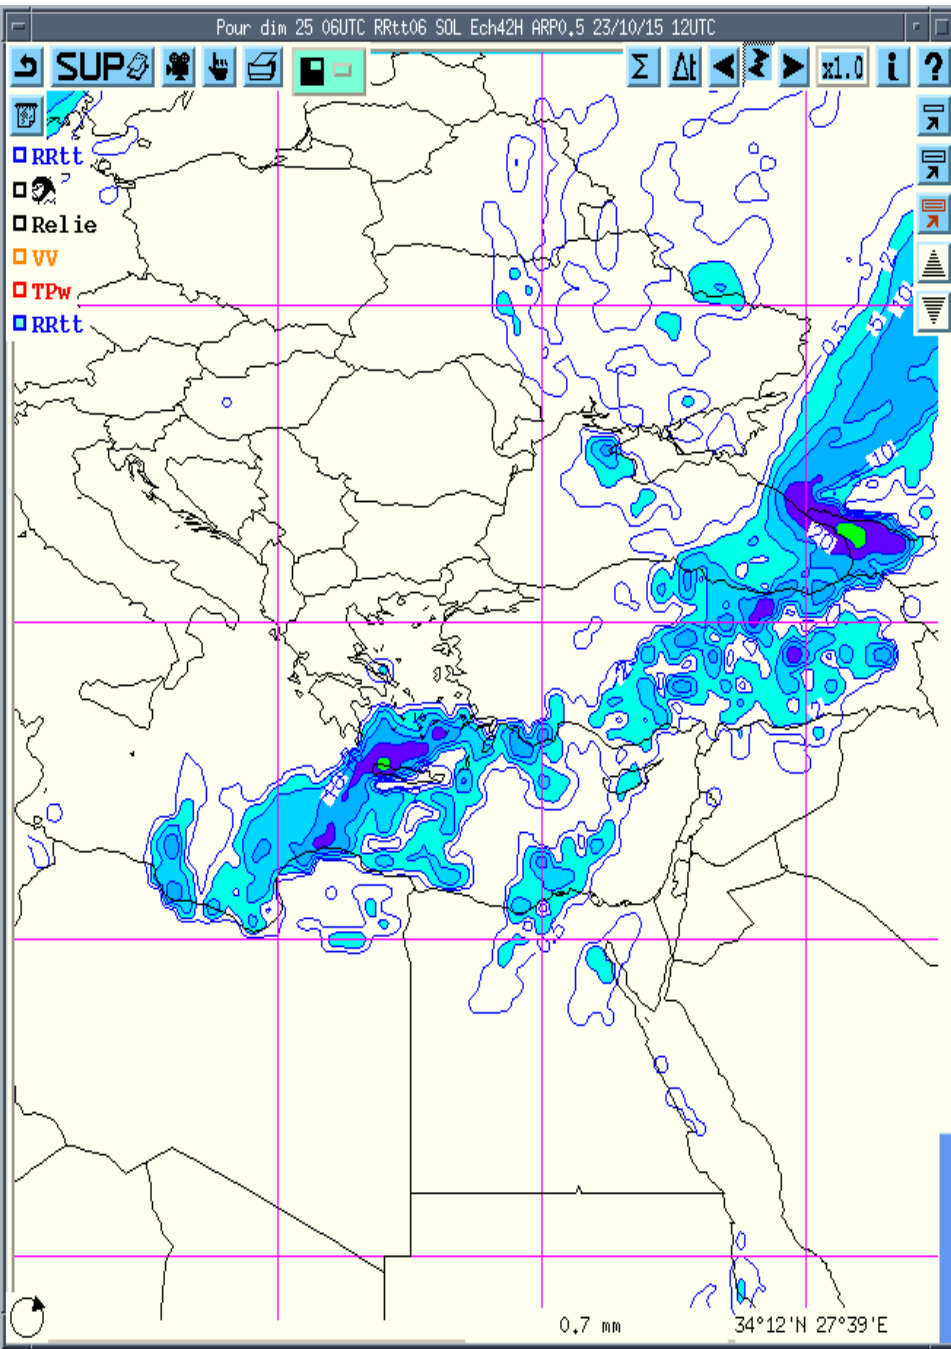 Pour dim 25 06UTC RRtt06 SOL Ech42H ARP0.5 23/10/15 12UTC
SUP Σ Δt x1.0 i ?
RRtt
Relie
VV
TPw
RRtt
2
10
5
0.5
10
20
10
0.7 mm 34°12'N 27°39'E